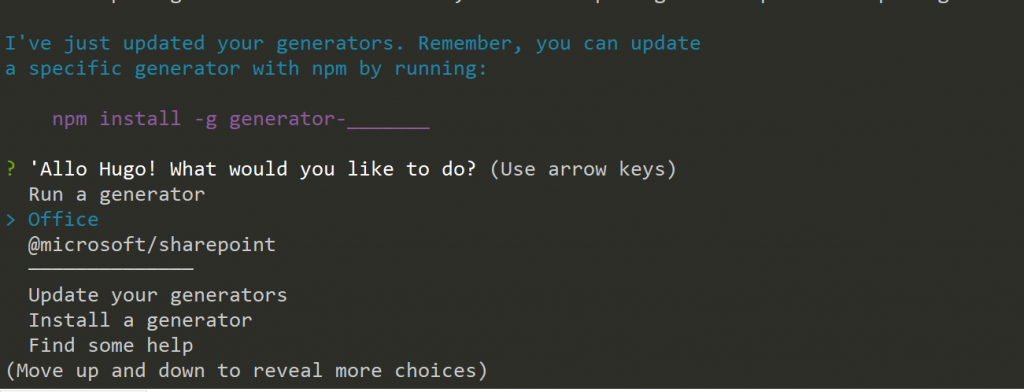 I've just updated your generators. Remember, you can update
a specific generator with npm by running:
npm install -g generator-_______
? 'Allo Hugo! What would you like to do? (Use arrow keys)
Run a generator
> Office
@microsoft/sharepoint
──────────────
Update your generators
Install a generator
Find some help
(Move up and down to reveal more choices)